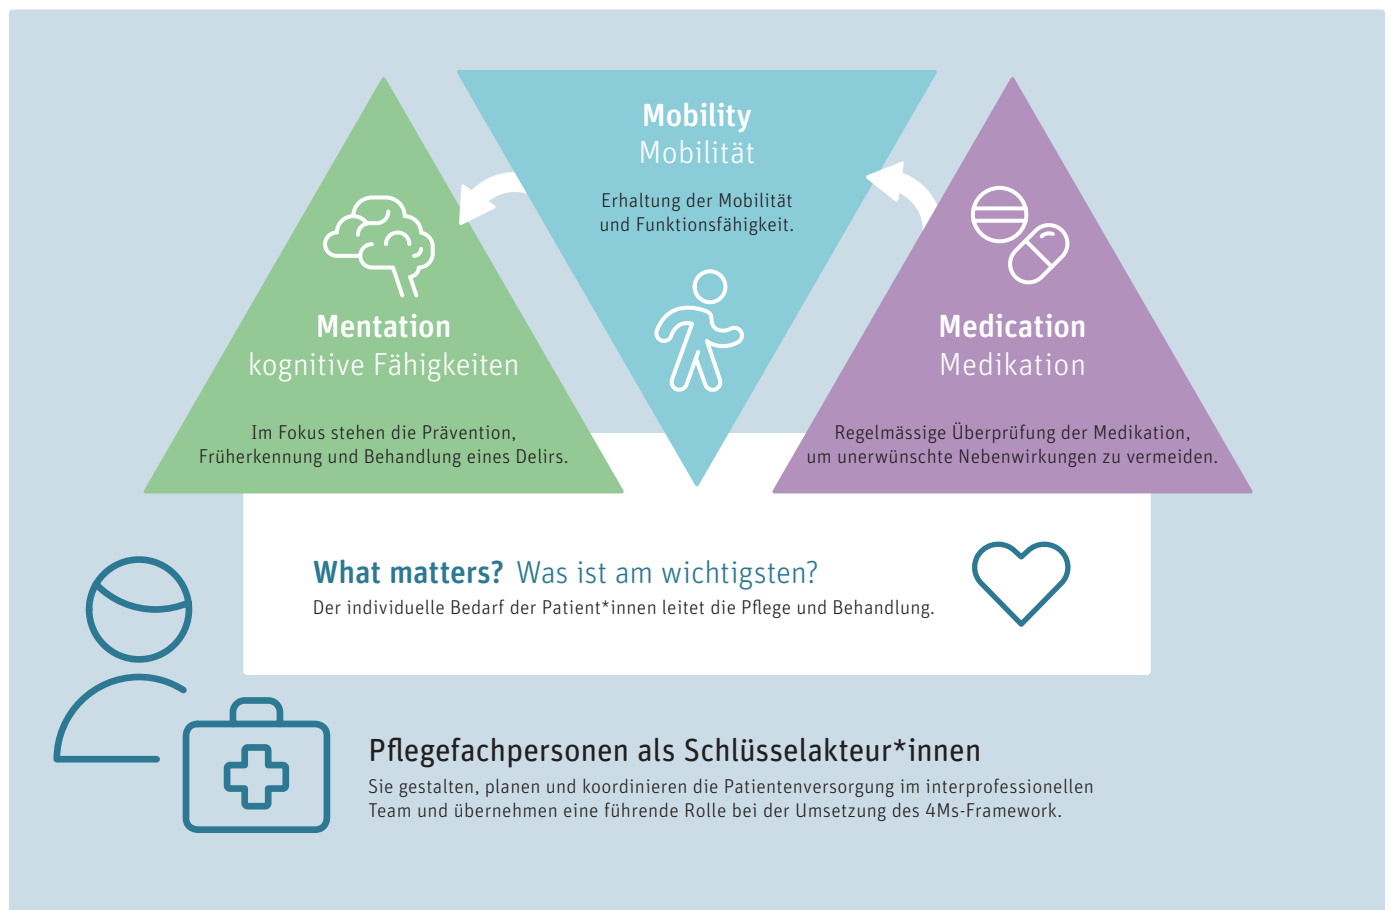 Mobility
Mobilität
Erhaltung der Mobilität
und Funktionsfähigkeit.
Mentation
kognitive Fähigkeiten
Im Fokus stehen die Prävention,
Früherkennung und Behandlung eines Delirs.
Medication
Medikation
Regelmässige Überprüfung der Medikation,
um unerwünschte Nebenwirkungen zu vermeiden.
What matters? Was ist am wichtigsten?
Der individuelle Bedarf der Patient*innen leitet die Pflege und Behandlung.
Pflegefachpersonen als Schlüsselakteur*innen
Sie gestalten, planen und koordinieren die Patientenversorgung im interprofessionellen
Team und übernehmen eine führende Rolle bei der Umsetzung des 4Ms-Framework.